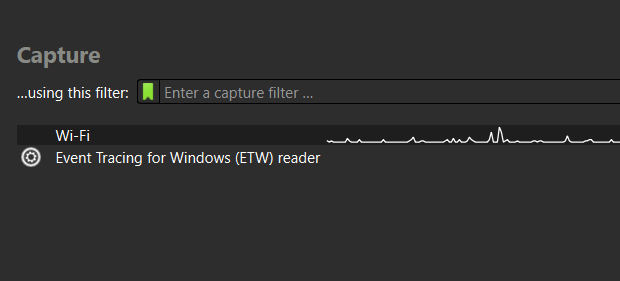 Capture
...using this filter: Enter a capture filter ...
Wi-Fi
Event Tracing for Windows (ETW) reader